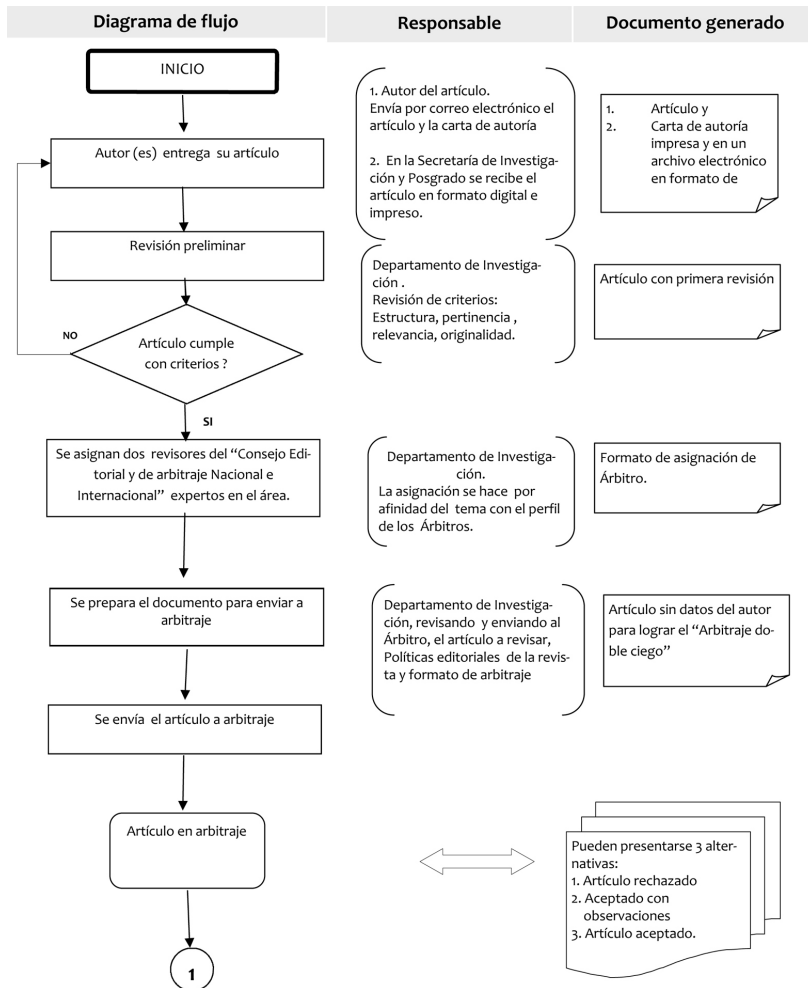 Diagrama de flujo
Responsable
Documento generado
INICIO
1. Autor del artículo.
Envía por correo electrónico el
artículo y la carta de autoría
2. En la Secretaría de Investiga-
ción y Posgrado se recibe el
artículo en formato digital e
impreso.
1. Artículo y
2. Carta de autoría
impresa y en un
archivo electrónico
en formato de
Autor (es) entrega su artículo
Revisión preliminar
Departamento de Investiga-
ción .
Revisión de criterios:
Estructura, pertinencia ,
relevancia, originalidad.
Artículo con primera revisión
NO
Artículo cumple
con criterios ?
SI
Se asignan dos revisores del “Consejo Edi-
torial y de arbitraje Nacional e
Internacional” expertos en el área.
Departamento de Investiga-
ción.
La asignación se hace por
afinidad del tema con el perfil
de los Árbitros.
Formato de asignación de
Árbitro.
Se prepara el documento para enviar a
arbitraje
Departamento de Investiga-
ción, revisando y enviando al
Árbitro, el artículo a revisar,
Políticas editoriales de la revis-
ta y formato de arbitraje
Artículo sin datos del autor
para lograr el “Arbitraje do-
ble ciego”
Se envía el artículo a arbitraje
Artículo en arbitraje
Pueden presentarse 3 alter-
nativas:
1. Artículo rechazado
2. Aceptado con
observaciones
3. Artículo aceptado.
1